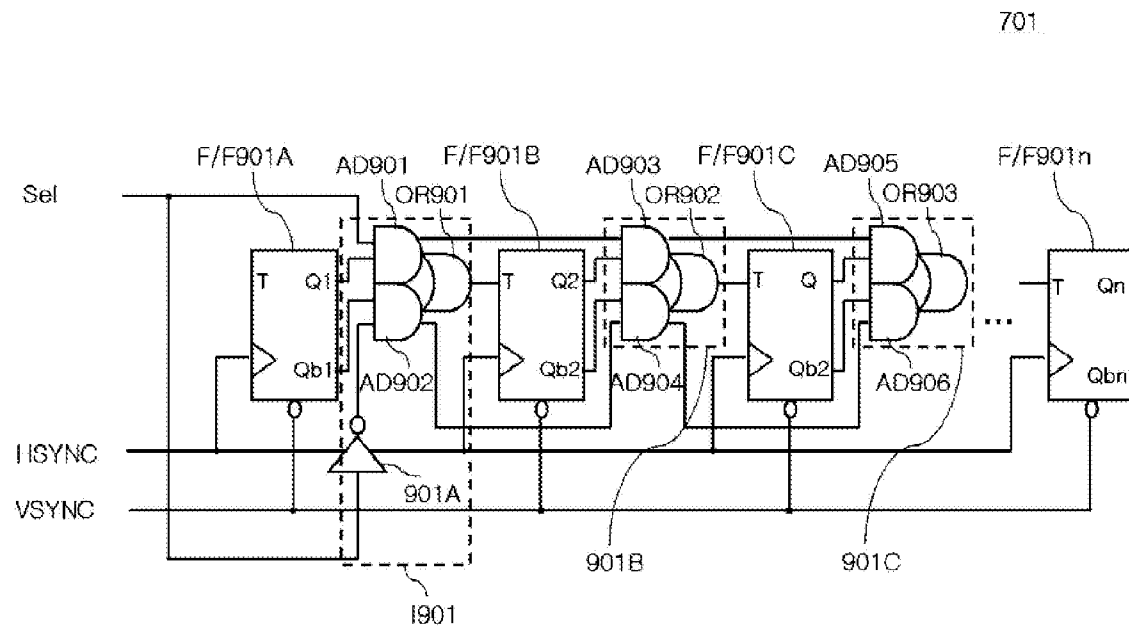 701
F/F901A
AD901
OR901
F/F901B
AD903
OR902
F/F901C
AD905
OR903
F/F901n
Sel
T
Q1
T
Q2
T
Q
T
Qn
...
Qb1
AD902
Qb2
AD904
Qb2
AD906
Qbn
HSYNC
901A
VSYNC
901B
901C
I901